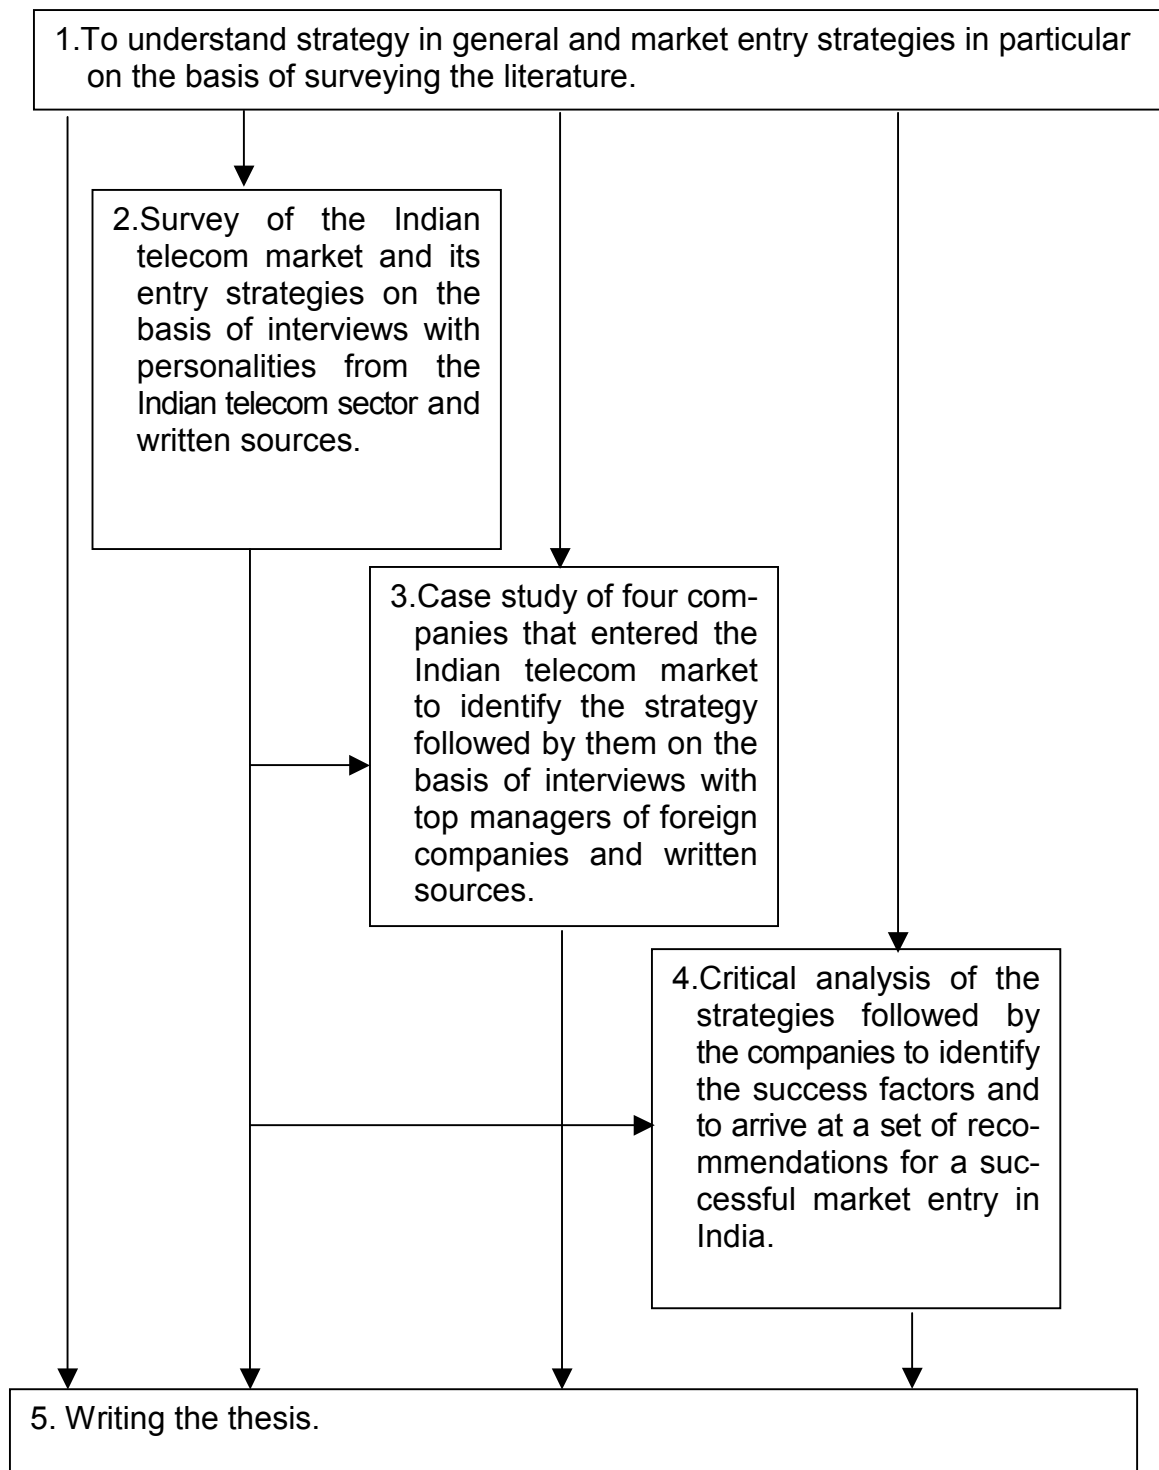 1.To understand strategy in general and market entry strategies in particular
on the basis of surveying the literature.
2.Survey of the Indian
telecom market and its
entry strategies on the
basis of interviews with
personalities from the
Indian telecom sector and
written sources.
3.Case study of four com-
panies that entered the
Indian telecom market
to identify the strategy
followed by them on the
basis of interviews with
top managers of foreign
companies and written
sources.
4.Critical analysis of the
strategies followed by
the companies to identify
the success factors and
to arrive at a set of reco-
mmendations for a suc-
cessful market entry in
India.
5. Writing the thesis.